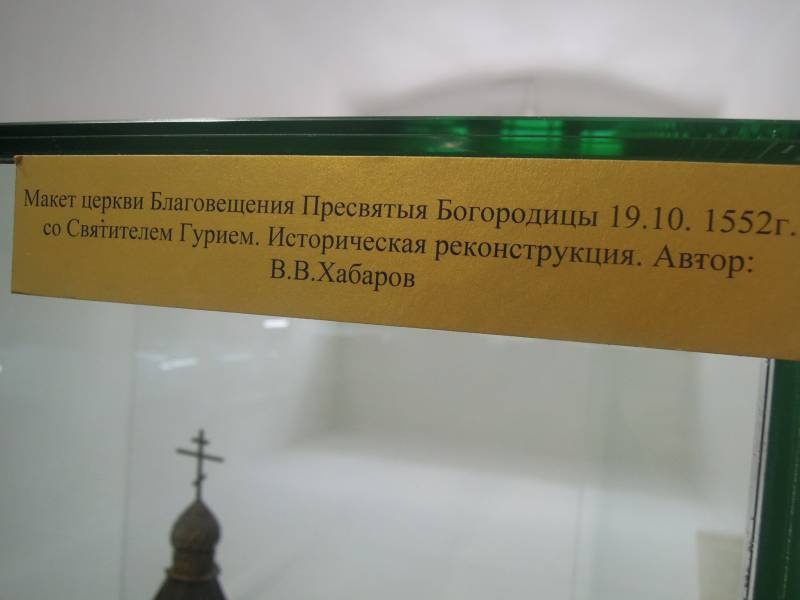 Макет церкви Благовещения Пресвятыя Богородицы 19.10. 1552г.
со Святителем Гурием. Историческая реконструкция. Автор:
В.В.Хабаров